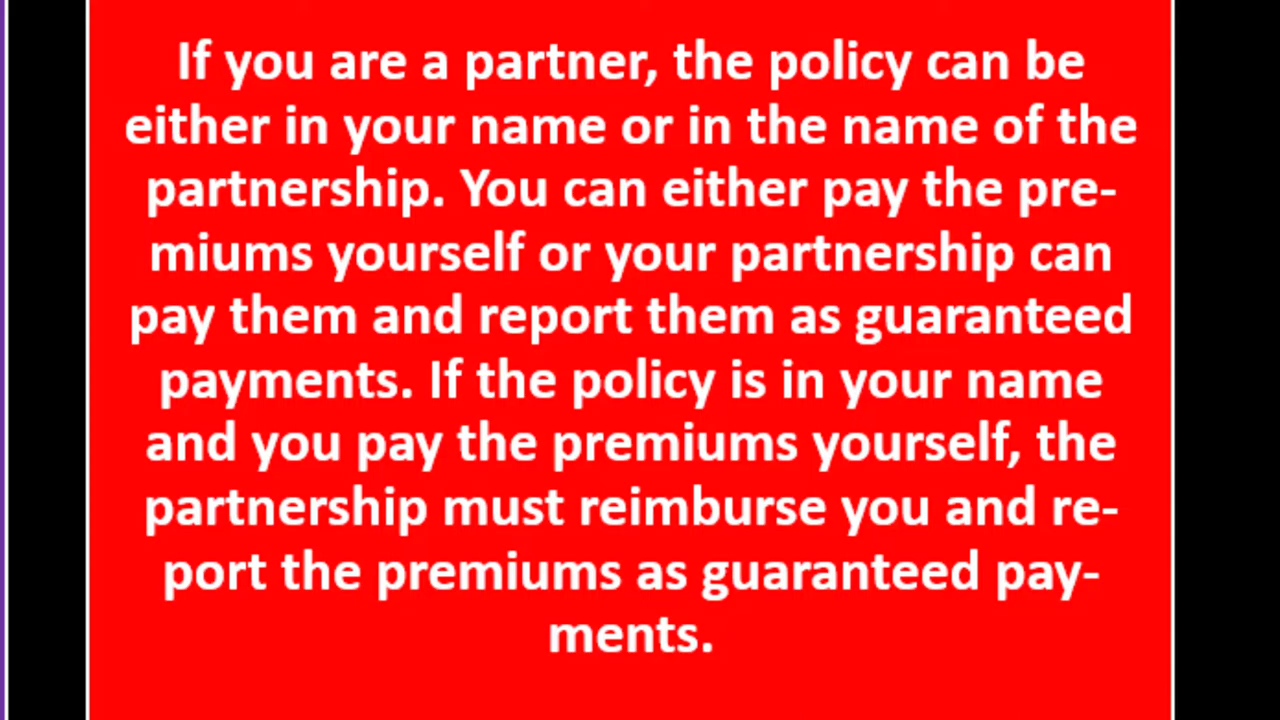 If you are a partner, the policy can be
either in your name or in the name of the
partnership. You can either pay the pre-
miums yourself or your partnership can
pay them and report them as guaranteed
payments. If the policy is in your name
and you pay the premiums yourself, the
partnership must reimburse you and re-
port the premiums as guaranteed pay-
ments.